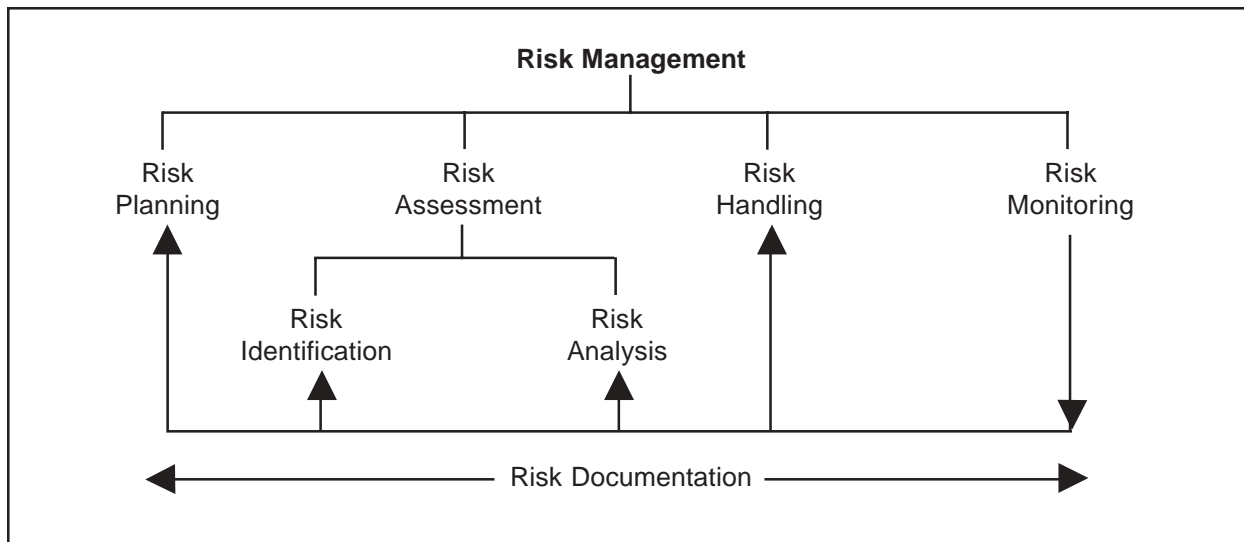 Risk Management
Risk
Planning
Risk
Assessment
Risk
Handling
Risk
Monitoring
Risk
Identification
Risk
Analysis
Risk Documentation